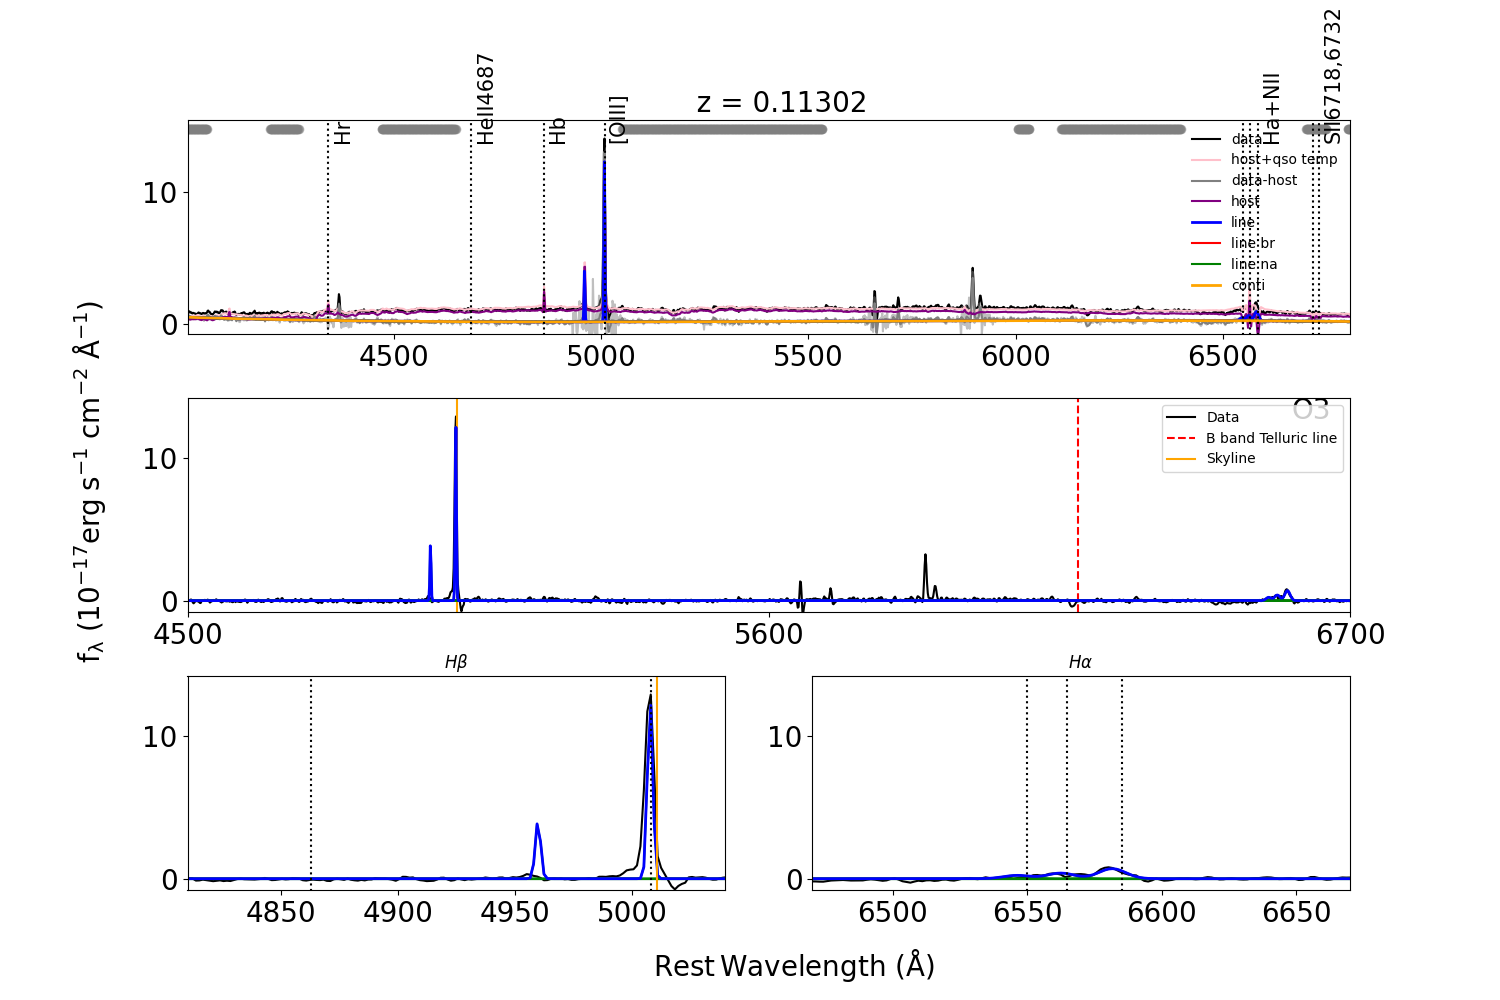 z = 0.11302
Hr
HeII4687
Hb
[OIII]
Ha+NII
SII6718,6732
data
host+qso temp
data-host
host
line
line br
line na
conti
10
0
4500
5000
5500
6000
6500
O3
Data
B band Telluric line
Skyline
10
0
4500
5600
6700
fλ (10⁻¹⁷erg s⁻¹ cm⁻² Å⁻¹)
Hβ
10
0
4850
4900
4950
5000
Hα
10
0
6500
6550
6600
6650
Rest Wavelength (Å)